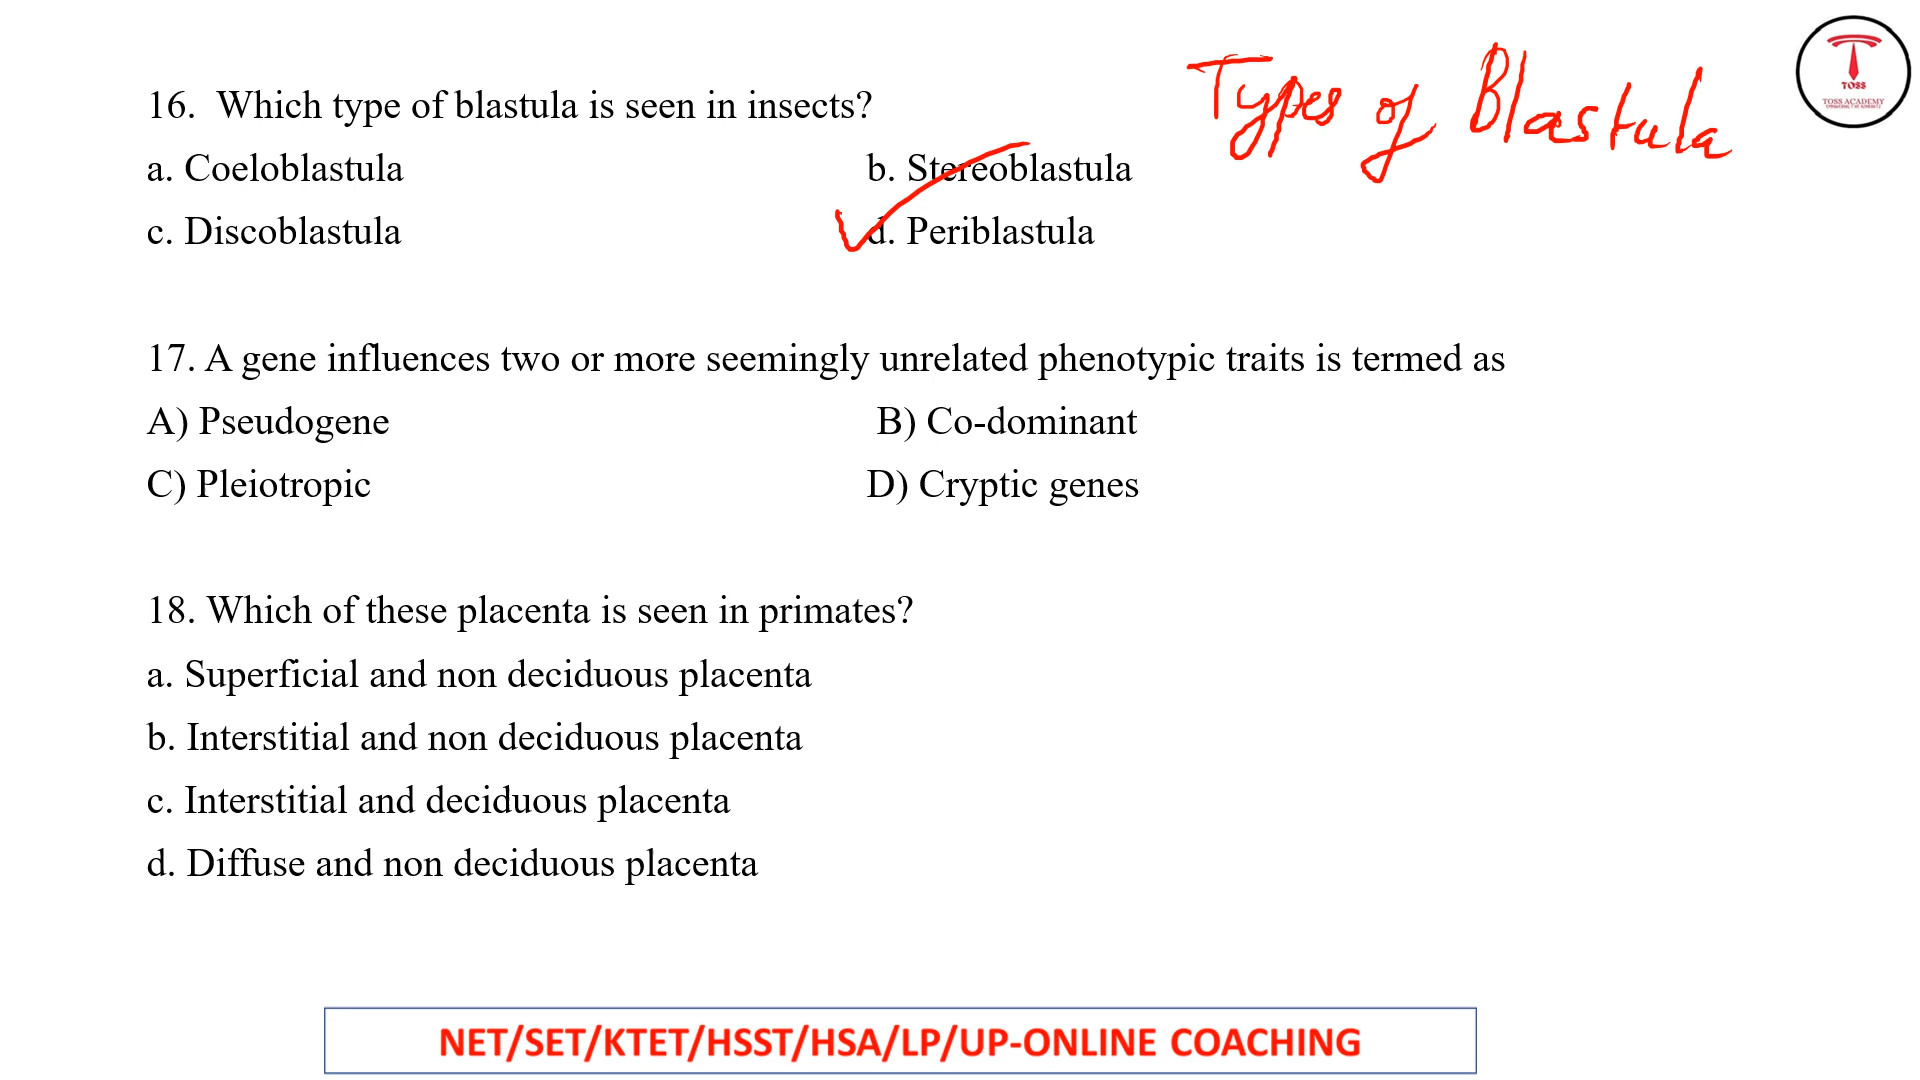 Types of Blastula
TOSS
TOSS ACADEMY
16. Which type of blastula is seen in insects?
a. Coeloblastula b. Stereoblastula
c. Discoblastula d. Periblastula
17. A gene influences two or more seemingly unrelated phenotypic traits is termed as
A) Pseudogene B) Co-dominant
C) Pleiotropic D) Cryptic genes
18. Which of these placenta is seen in primates?
a. Superficial and non deciduous placenta
b. Interstitial and non deciduous placenta
c. Interstitial and deciduous placenta
d. Diffuse and non deciduous placenta
NET/SET/KTET/HSST/HSA/LP/UP-ONLINE COACHING